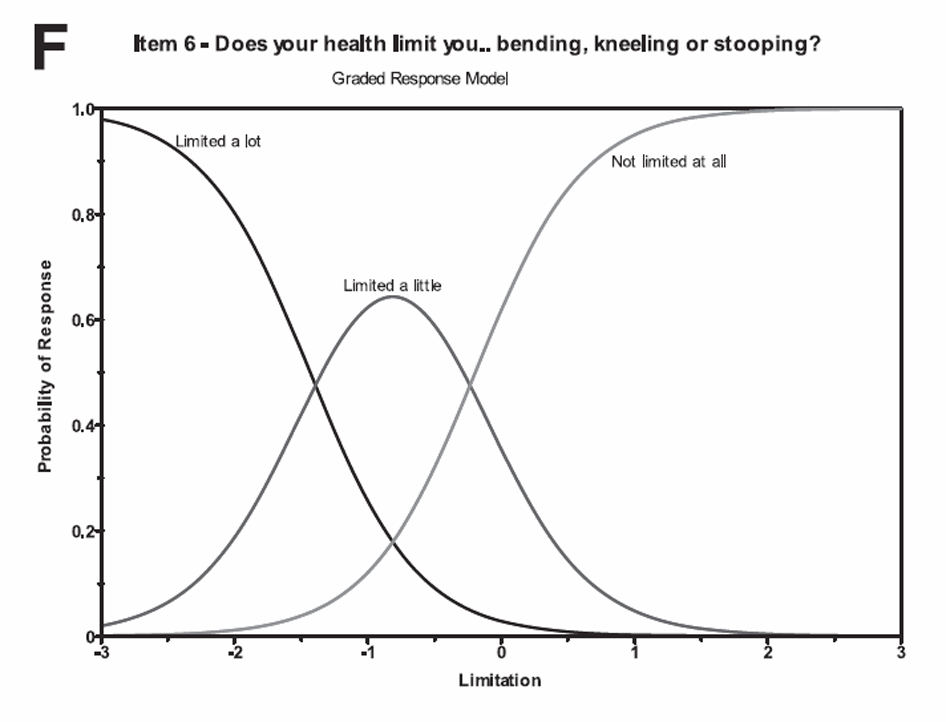 F
Item 6 - Does your health limit you.. bending, kneeling or stooping?
Graded Response Model
1.0
0.8
0.6
0.4
0.2
0
Probability of Response
Limited a lot
Limited a little
Not limited at all
-3 -2 -1 0 1 2 3
Limitation